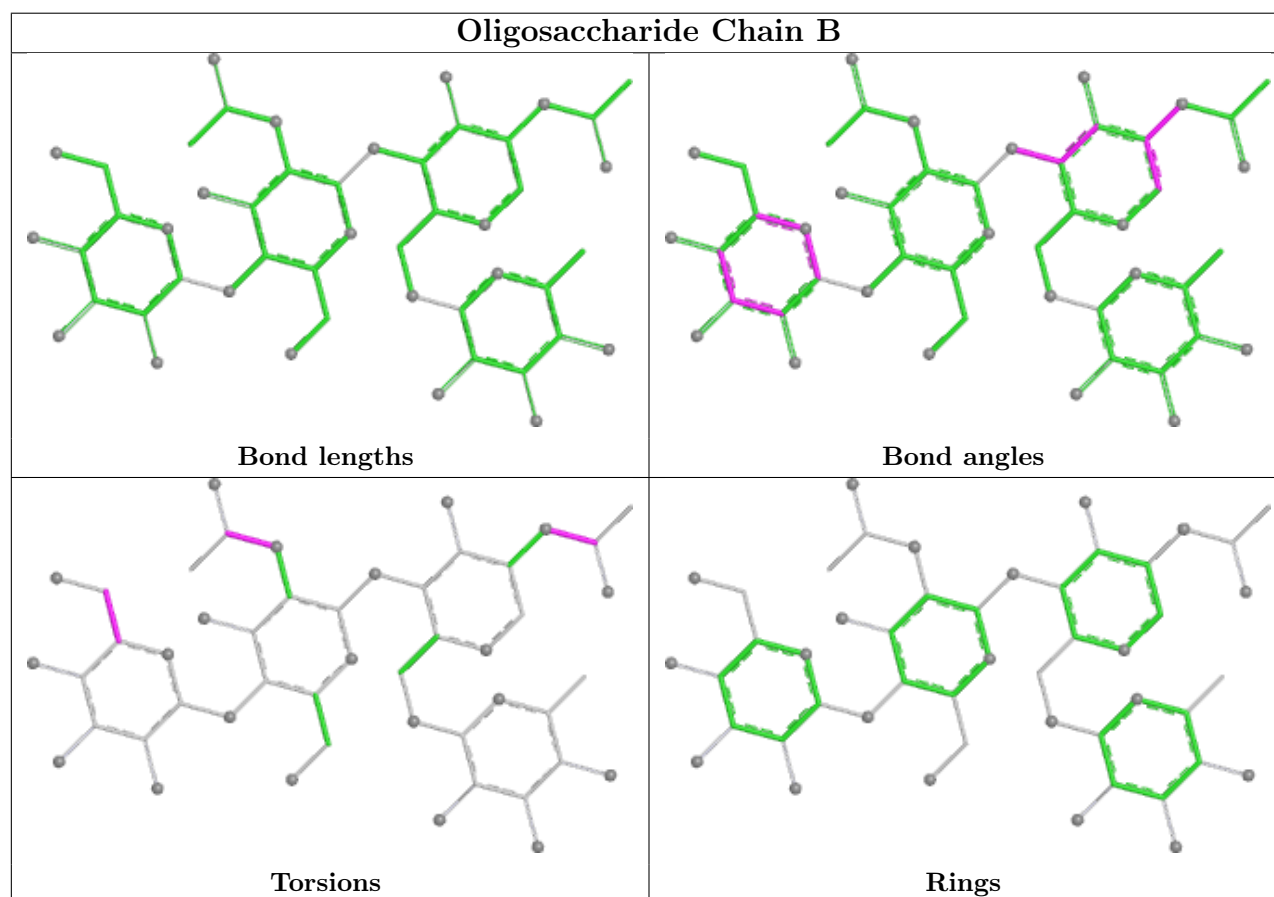 Oligosaccharide Chain B
Bond lengths
Bond angles
Torsions
Rings